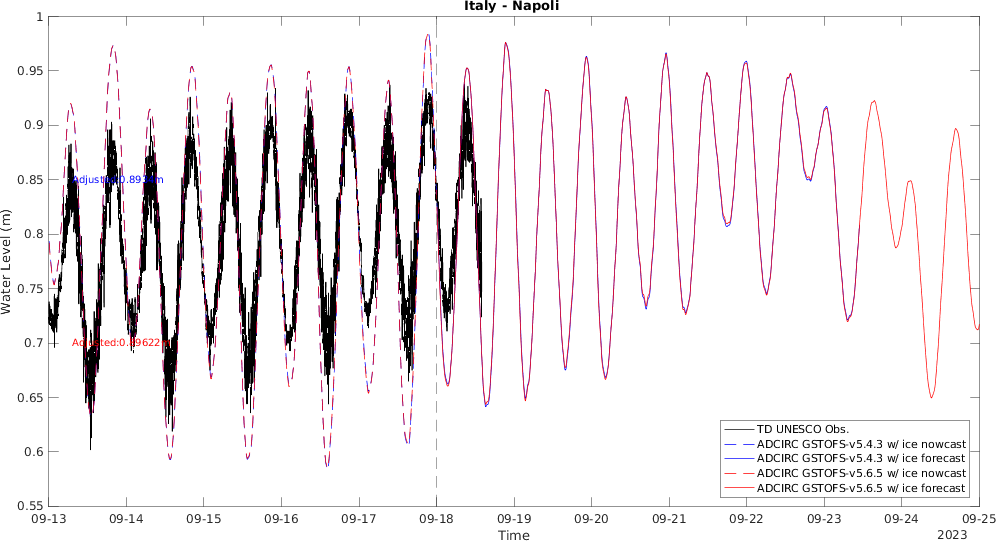 Italy - Napoli
1
0.95
0.9
0.85
0.8
0.75
0.7
0.65
0.6
0.55
Water Level (m)
Adjusted:0.89622
TD UNESCO Obs.
ADCIRC GSTOFS-v5.4.3 w/ ice nowcast
ADCIRC GSTOFS-v5.4.3 w/ ice forecast
ADCIRC GSTOFS-v5.6.5 w/ ice nowcast
ADCIRC GSTOFS-v5.6.5 w/ ice forecast
09-13 09-14 09-15 09-16 09-17 09-18 09-19 09-20 09-21 09-22 09-23 09-24 09-25
Time
2023